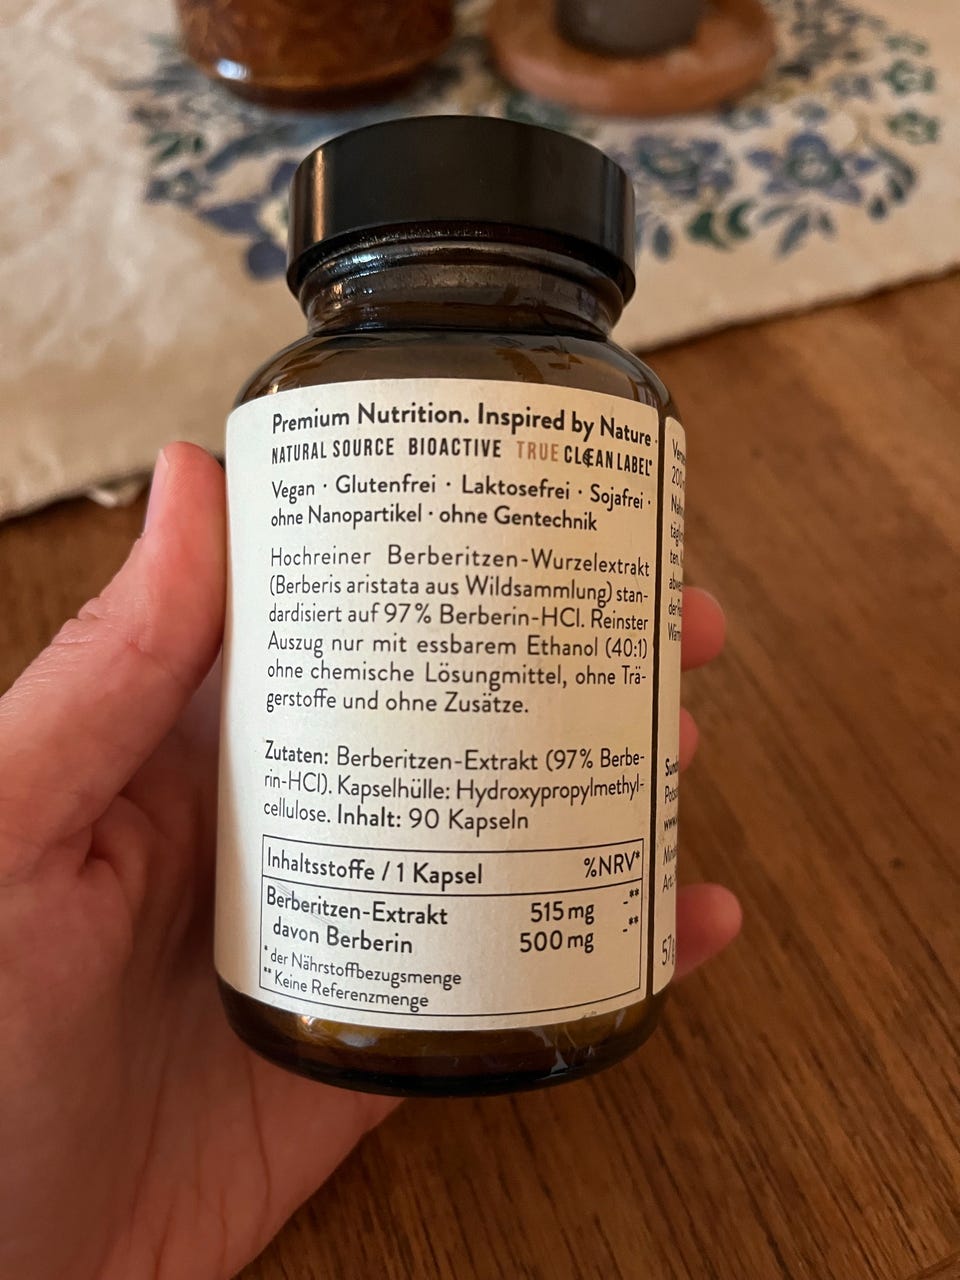 Premium Nutrition. Inspired by Nature
NATURAL SOURCE BIOACTIVE TRUE CLEAN LABEL®
Vegan · Glutenfrei · Laktosefrei · Sojafrei ·
ohne Nanopartikel · ohne Gentechnik
Hochreiner Berberitzen-Wurzelextrakt
(Berberis aristata aus Wildsammlung) stan-
dardisiert auf 97% Berberin-HCl. Reinster
Auszug nur mit essbarem Ethanol (40:1)
ohne chemische Lösungmittel, ohne Trä-
gerstoffe und ohne Zusätze.
Zutaten: Berberitzen-Extrakt (97% Berbe-
rin-HCl). Kapselhülle: Hydroxypropylmethyl-
cellulose. Inhalt: 90 Kapseln
Inhaltsstoffe / 1 Kapsel %NRV*
Berberitzen-Extrakt 515 mg -**
davon Berberin 500 mg -**
* der Nährstoffbezugsmenge
** Keine Referenzmenge